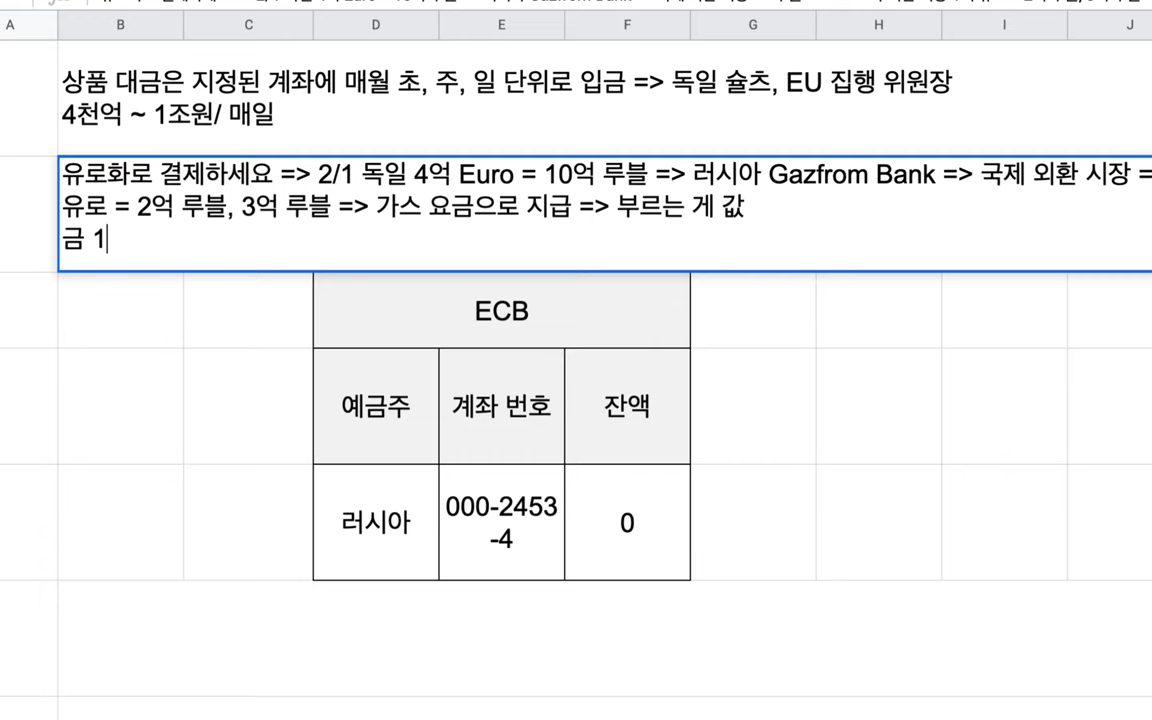 A B C D E F G H I J
상품 대금은 지정된 계좌에 매월 초, 주, 일 단위로 입금 => 독일 슐츠, EU 집행 위원장
4천억 ~ 1조원/ 매일
유로화로 결제하세요 => 2/1 독일 4억 Euro = 10억 루블 => 러시아 Gazfrom Bank => 국제 외환 시장 =
유로 = 2억 루블, 3억 루블 => 가스 요금으로 지급 => 부르는 게 값
금 1
ECB
예금주 계좌 번호 잔액
러시아 000-2453 0
-4